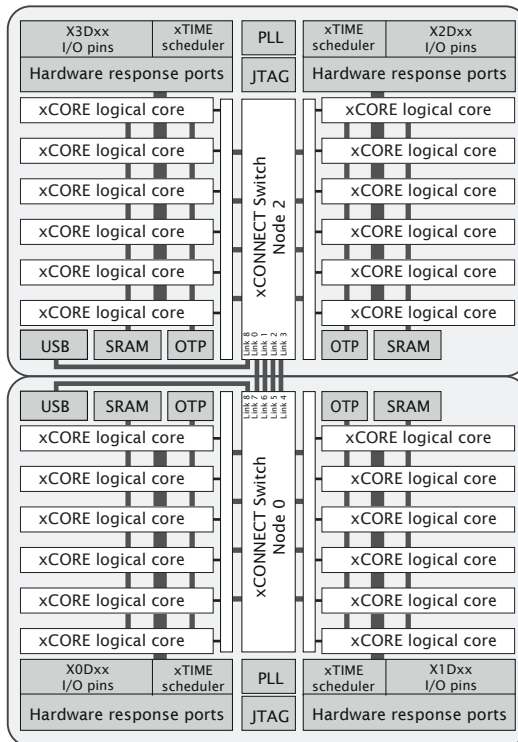 X3Dxx
I/O pins
xTIME
scheduler
PLL
xTIME
scheduler
X2Dxx
I/O pins
Hardware response ports
JTAG
Hardware response ports
xCORE logical core
xCORE logical core
xCORE logical core
xCORE logical core
xCORE logical core
xCORE logical core
xCONNECT Switch
Node 2
xCORE logical core
xCORE logical core
xCORE logical core
xCORE logical core
xCORE logical core
xCORE logical core
USB
SRAM
OTP
Link 8
Link 0
Link 1
Link 2
Link 3
OTP
SRAM
USB
SRAM
OTP
Link 8
Link 7
Link 6
Link 5
Link 4
OTP
SRAM
xCORE logical core
xCORE logical core
xCORE logical core
xCORE logical core
xCORE logical core
xCORE logical core
xCONNECT Switch
Node 0
xCORE logical core
xCORE logical core
xCORE logical core
xCORE logical core
xCORE logical core
xCORE logical core
X0Dxx
I/O pins
xTIME
scheduler
PLL
xTIME
scheduler
X1Dxx
I/O pins
Hardware response ports
JTAG
Hardware response ports